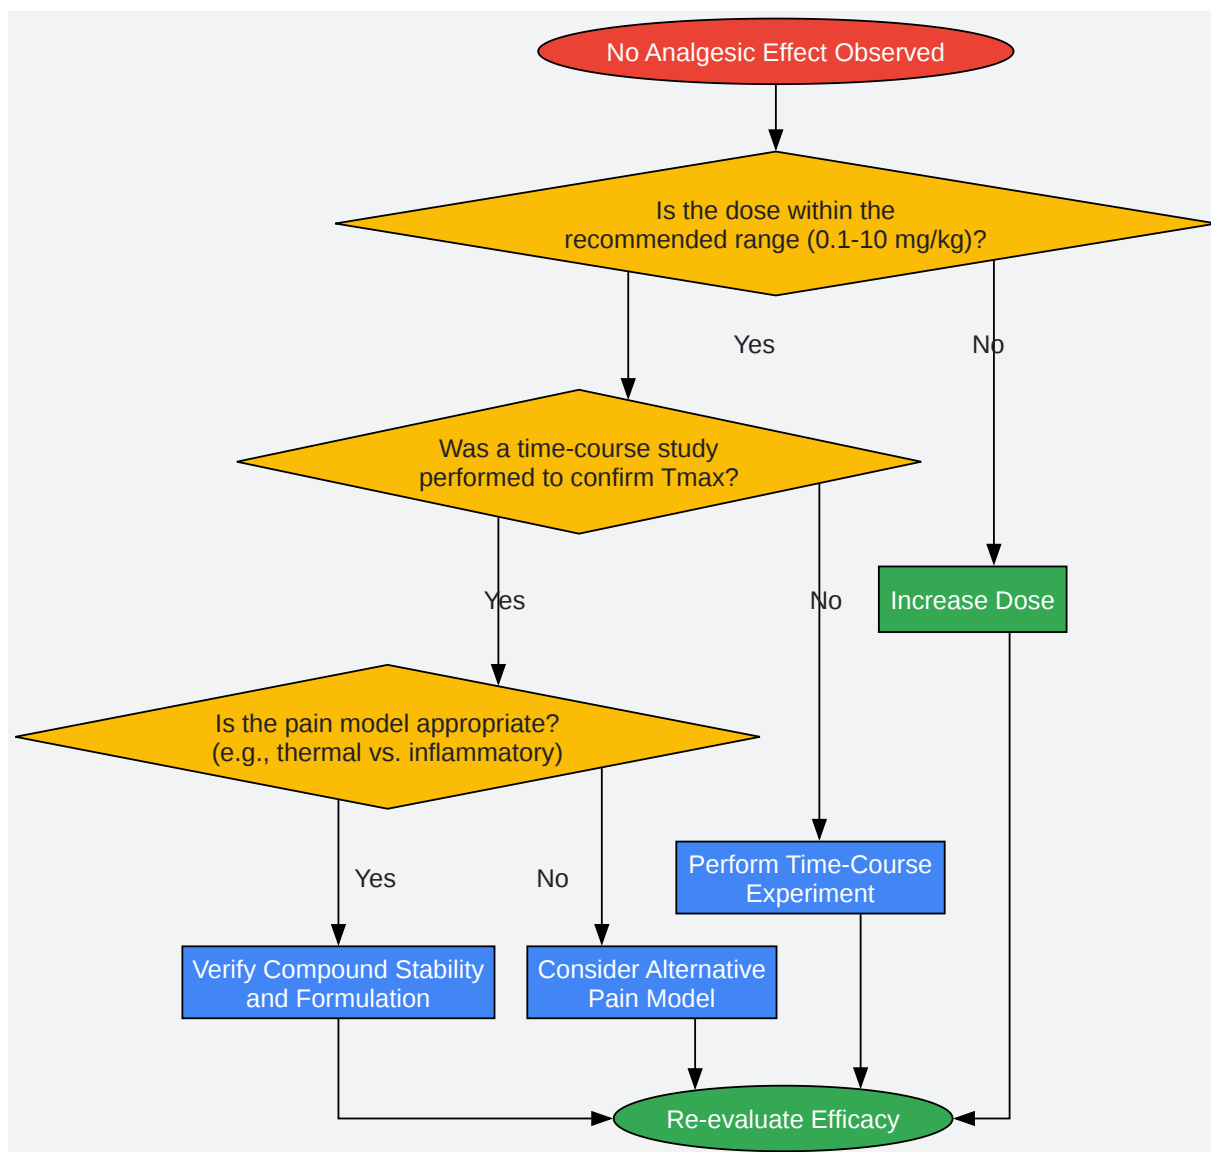 No Analgesic Effect Observed
Is the dose within the
recommended range (0.1-10 mg/kg)?
Yes
No
Was a time-course study
performed to confirm Tmax?
Yes
No
Increase Dose
Is the pain model appropriate?
(e.g., thermal vs. inflammatory)
Yes
No
Perform Time-Course
Experiment
Verify Compound Stability
and Formulation
Consider Alternative
Pain Model
Re-evaluate Efficacy